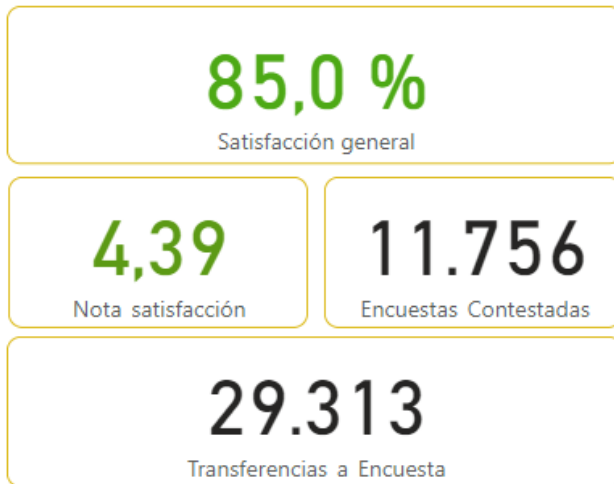 85,0 %
Satisfacción general
4,39
Nota satisfacción
11.756
Encuestas Contestadas
29.313
Transferencias a Encuesta